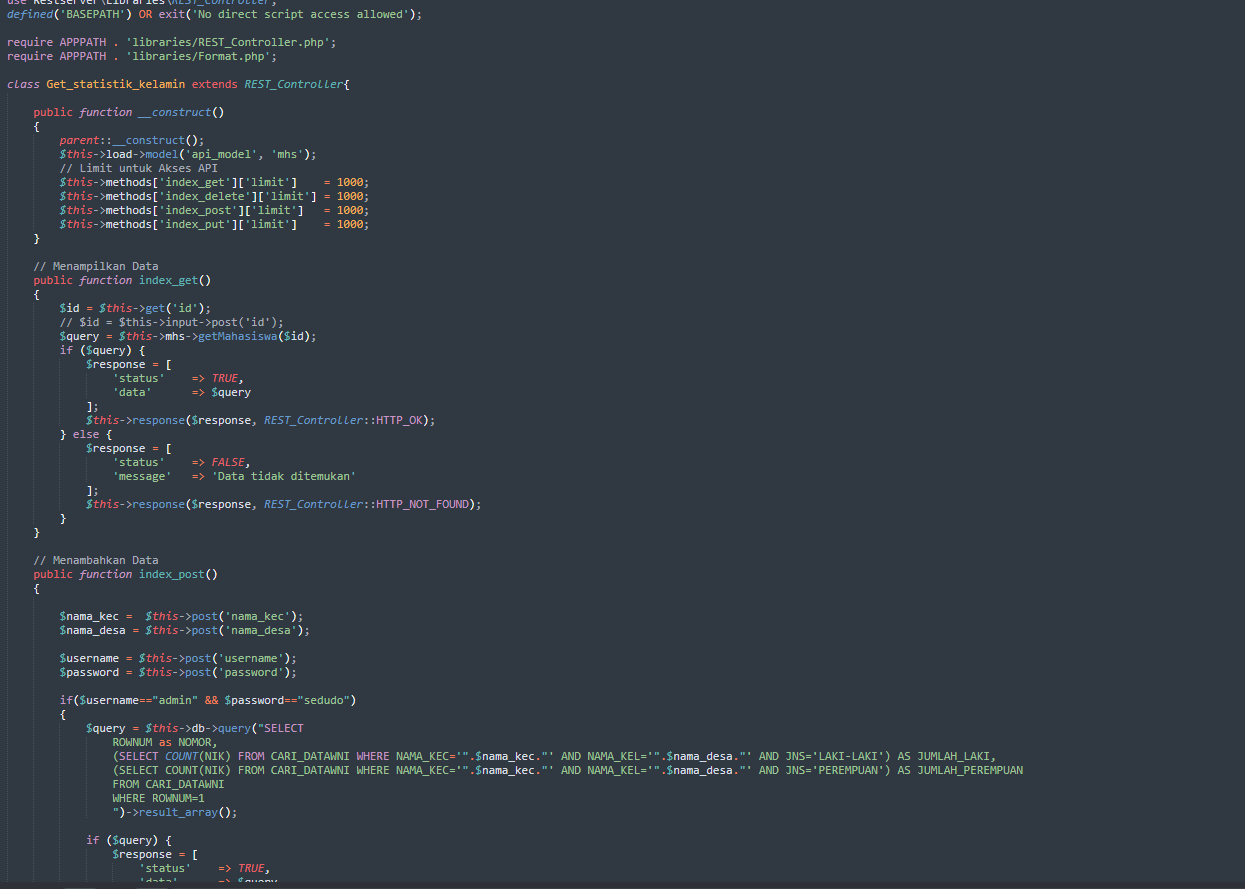 use Restserver\Libraries\REST_Controller;
defined('BASEPATH') OR exit('No direct script access allowed');
require APPPATH . 'libraries/REST_Controller.php';
require APPPATH . 'libraries/Format.php';
class Get_statistik_kelamin extends REST_Controller{
public function __construct()
{
parent::__construct();
$this->load->model('api_model', 'mhs');
// Limit untuk Akses API
$this->methods['index_get']['limit']    = 1000;
$this->methods['index_delete']['limit'] = 1000;
$this->methods['index_post']['limit']   = 1000;
$this->methods['index_put']['limit']    = 1000;
}
// Menampilkan Data
public function index_get()
{
$id = $this->get('id');
// $id = $this->input->post('id');
$query = $this->mhs->getMahasiswa($id);
if ($query) {
$response = [
'status'    => TRUE,
'data'      => $query
];
$this->response($response, REST_Controller::HTTP_OK);
} else {
$response = [
'status'    => FALSE,
'message'   => 'Data tidak ditemukan'
];
$this->response($response, REST_Controller::HTTP_NOT_FOUND);
}
}
// Menambahkan Data
public function index_post()
{
$nama_kec =  $this->post('nama_kec');
$nama_desa = $this->post('nama_desa');
$username = $this->post('username');
$password = $this->post('password');
if($username=="admin" && $password=="sedudo")
{
$query = $this->db->query("SELECT
ROWNUM as NOMOR,
(SELECT COUNT(NIK) FROM CARI_DATAWNI WHERE NAMA_KEC='".$nama_kec."' AND NAMA_KEL='".$nama_desa."' AND JNS='LAKI-LAKI') AS JUMLAH_LAKI,
(SELECT COUNT(NIK) FROM CARI_DATAWNI WHERE NAMA_KEC='".$nama_kec."' AND NAMA_KEL='".$nama_desa."' AND JNS='PEREMPUAN') AS JUMLAH_PEREMPUAN
FROM CARI_DATAWNI
WHERE ROWNUM=1
")->result_array();
if ($query) {
$response = [
'status'    => TRUE,
'data'      => $query